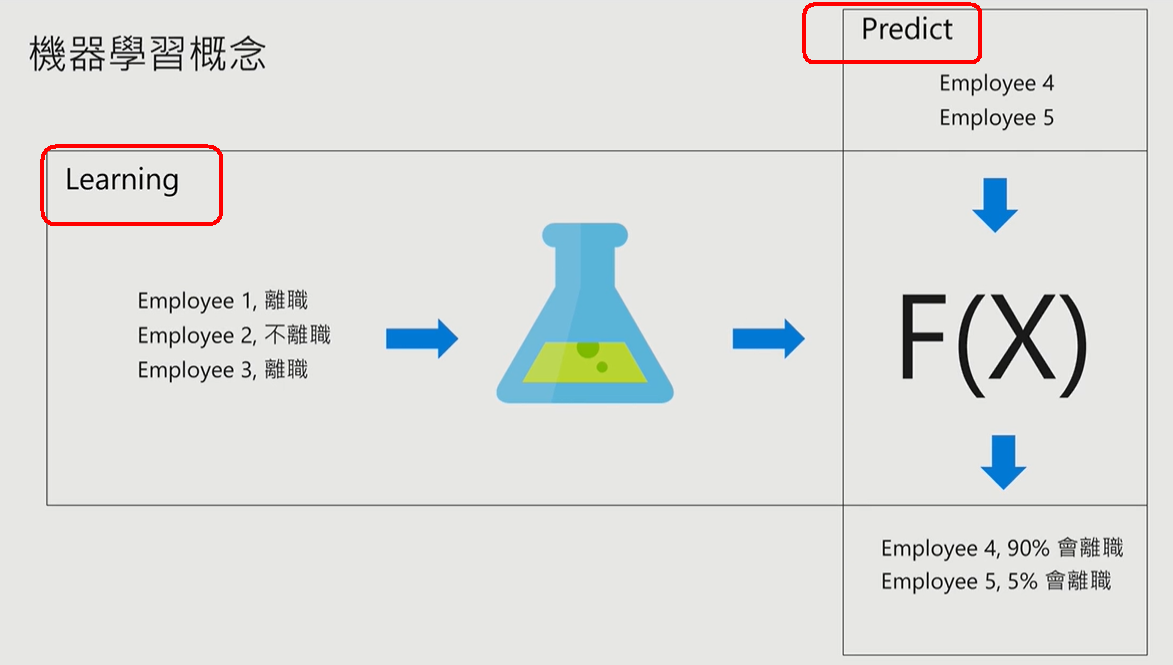 機器學習概念
Predict
Employee 4
Employee 5
Learning
Employee 1, 離職
Employee 2, 不離職
Employee 3, 離職
F(X)
Employee 4, 90% 會離職
Employee 5, 5% 會離職